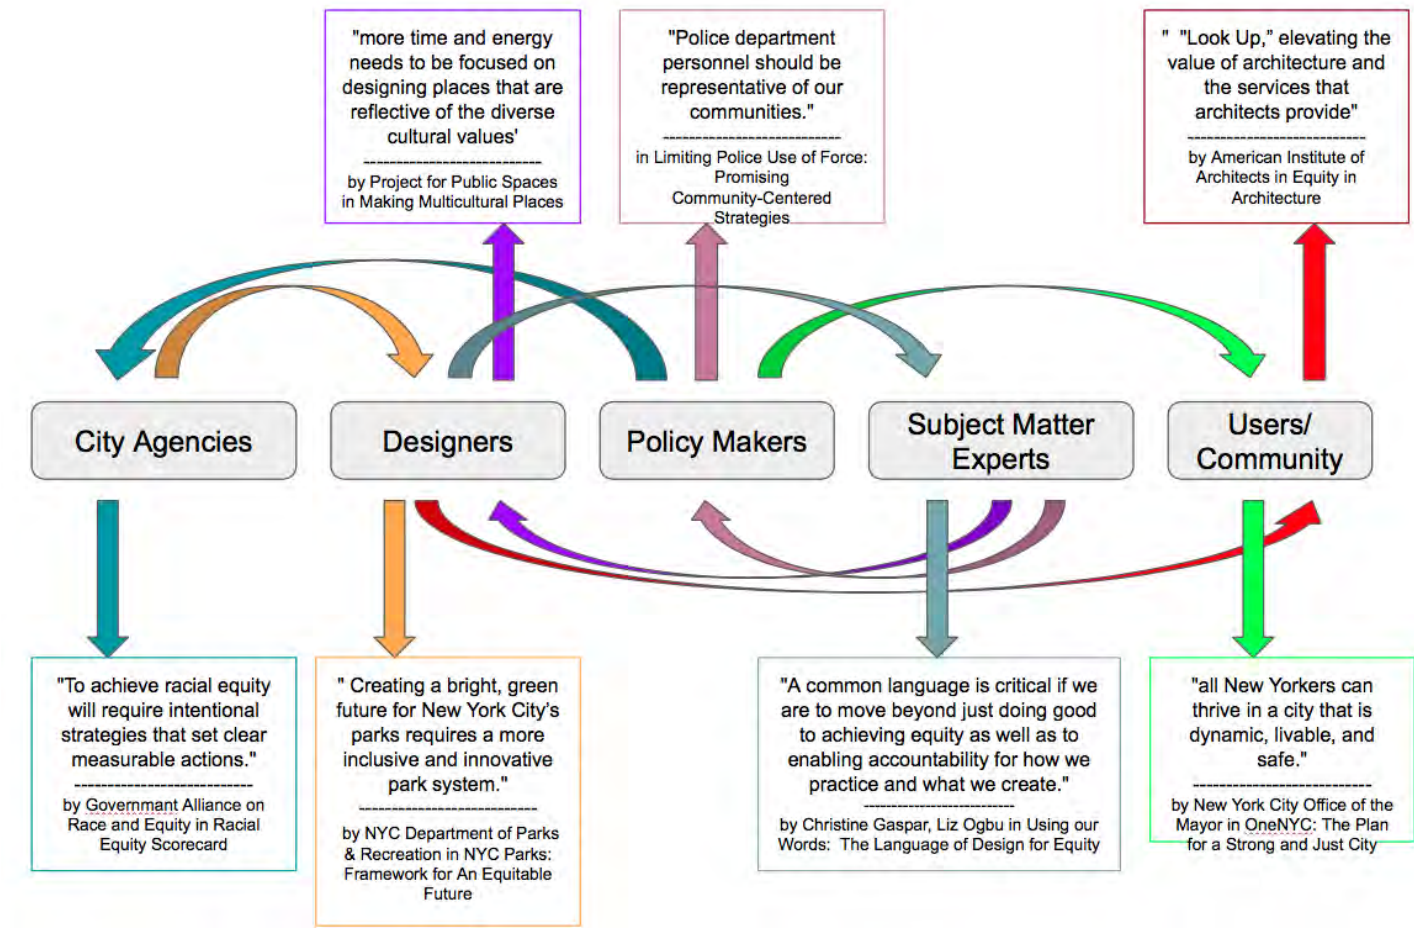 "more time and energy
needs to be focused on
designing places that are
reflective of the diverse
cultural values'
---------------------------
by Project for Public Spaces
in Making Multicultural Places
"Police department
personnel should be
representative of our
communities."
---------------------------
in Limiting Police Use of Force:
Promising
Community-Centered
Strategies
" "Look Up,” elevating the
value of architecture and
the services that
architects provide"
---------------------------
by American Institute of
Architects in Equity in
Architecture
City Agencies
Designers
Policy Makers
Subject Matter
Experts
Users/
Community
"To achieve racial equity
will require intentional
strategies that set clear
measurable actions."
--------------------------
by Governmant Alliance on
Race and Equity in Racial
Equity Scorecard
" Creating a bright, green
future for New York City’s
parks requires a more
inclusive and innovative
park system."
---------------------------
by NYC Department of Parks
& Recreation in NYC Parks:
Framework for An Equitable
Future
"A common language is critical if we
are to move beyond just doing good
to achieving equity as well as to
enabling accountability for how we
practice and what we create."
---------------------------
by Christine Gaspar, Liz Ogbu in Using our
Words: The Language of Design for Equity
"all New Yorkers can
thrive in a city that is
dynamic, livable, and
safe."
---------------------------
by New York City Office of the
Mayor in OneNYC: The Plan
for a Strong and Just City